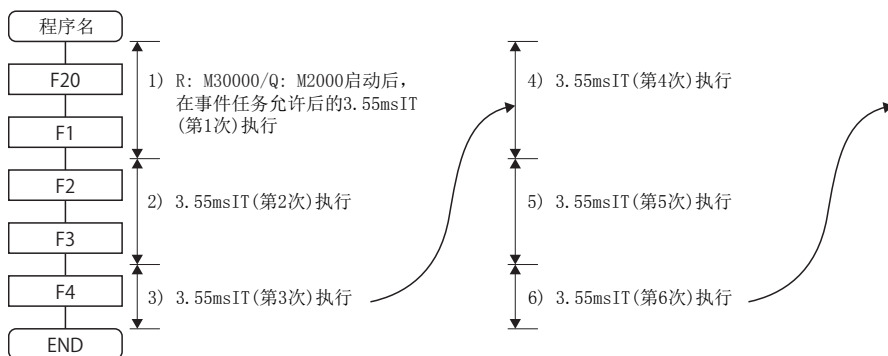 程序名
F20
F1
F2
F3
F4
END
1) R: M30000/Q: M2000启动后,
在事件任务允许后的3.55msIT
(第1次)执行
2) 3.55msIT(第2次)执行
3) 3.55msIT(第3次)执行
4) 3.55msIT(第4次)执行
5) 3.55msIT(第5次)执行
6) 3.55msIT(第6次)执行